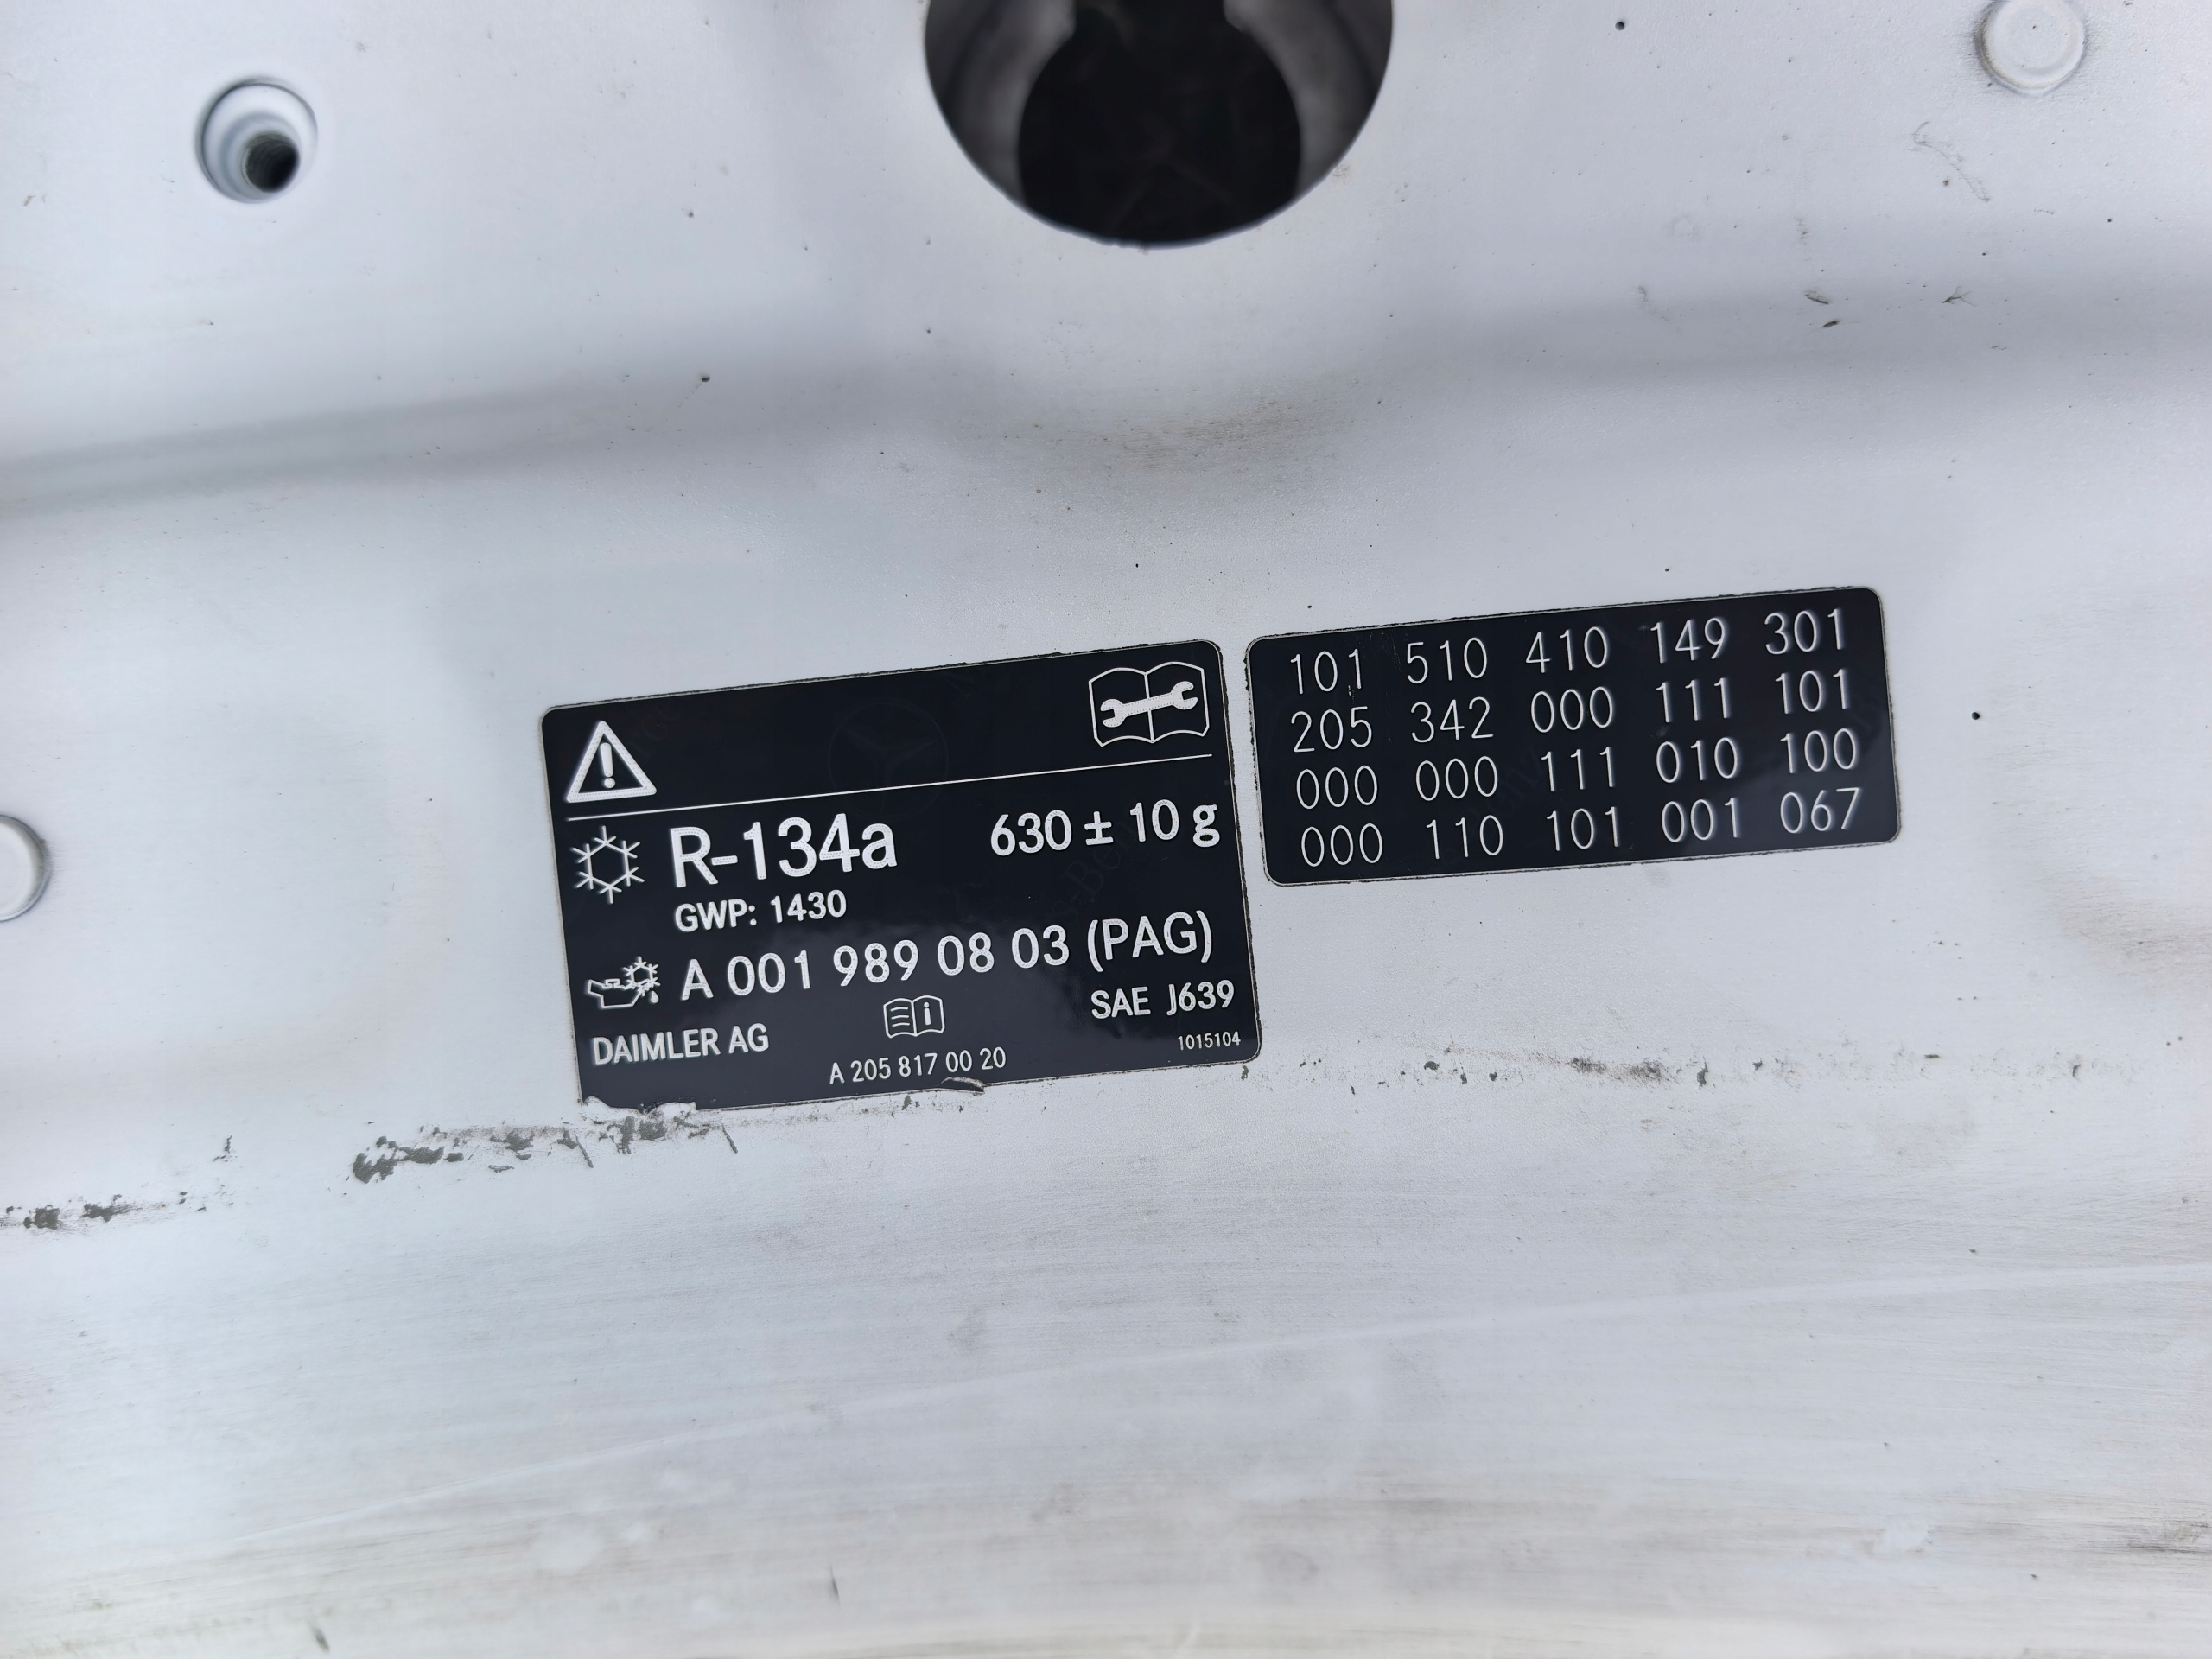 R-134a 630 ± 10 g
GWP: 1430
A 001 989 08 03 (PAG)
SAE J639
DAIMLER AG
A 205 817 00 20
1015104
101 510 410 149 301
205 342 000 111 101
000 000 111 010 100
000 110 101 001 067